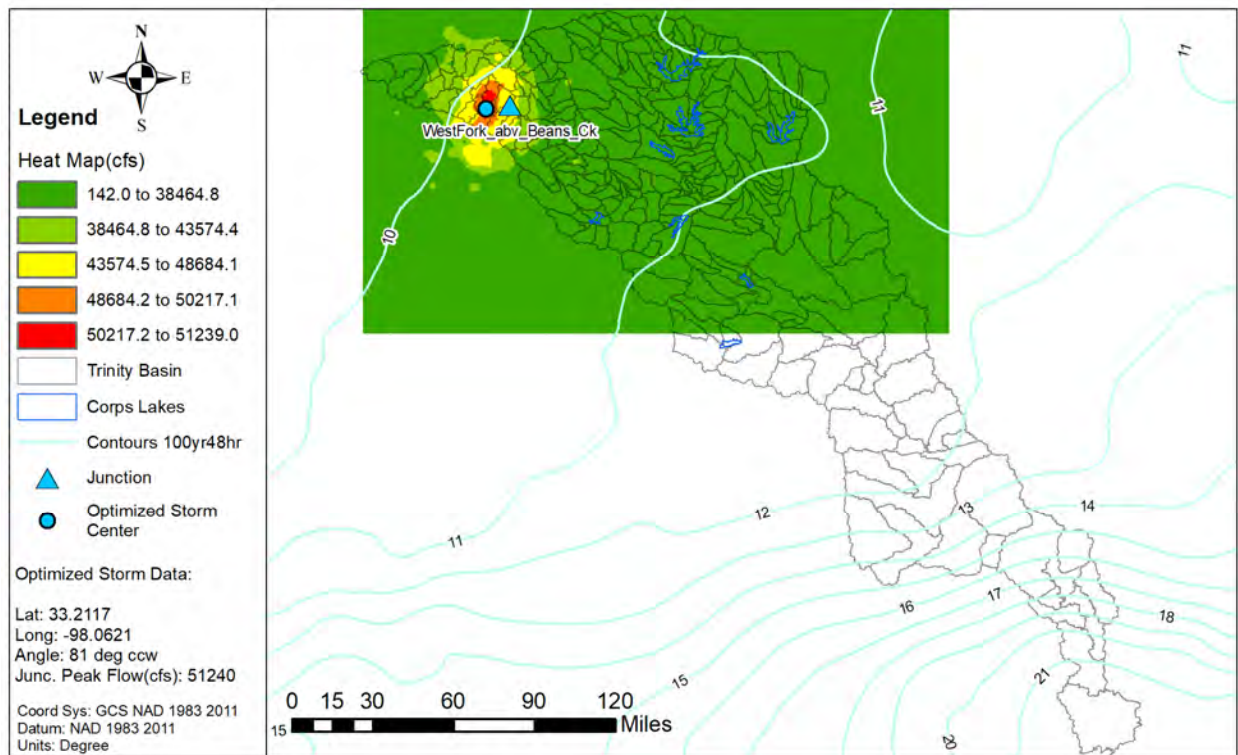 N
W E
S
Legend
Heat Map(cfs)
142.0 to 38464.8
38464.8 to 43574.4
43574.5 to 48684.1
48684.2 to 50217.1
50217.2 to 51239.0
Trinity Basin
Corps Lakes
Contours 100yr48hr
Junction
Optimized Storm
Center
Optimized Storm Data:
Lat: 33.2117
Long: -98.0621
Angle: 81 deg ccw
Junc. Peak Flow(cfs): 51240
Coord Sys: GCS NAD 1983 2011
Datum: NAD 1983 2011
Units: Degree
WestFork_abv_Beans_Ck
11
11
10
12
13
14
11
16
17
18
15
21
20
15
0 15 30 60 90 120
Miles